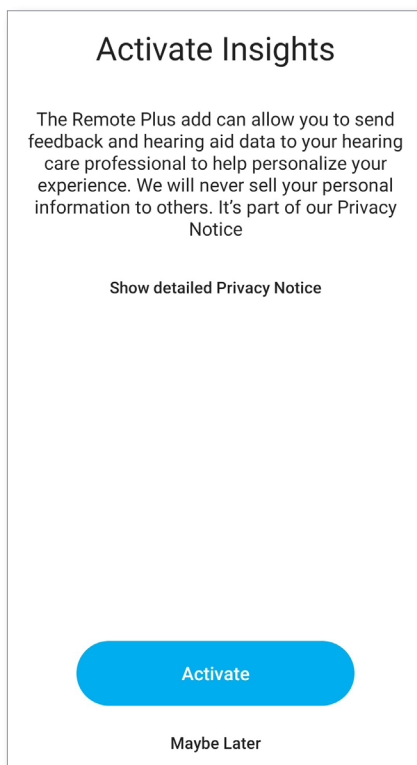 Activate Insights
The Remote Plus add can allow you to send
feedback and hearing aid data to your hearing
care professional to help personalize your
experience. We will never sell your personal
information to others. It’s part of our Privacy
Notice
Show detailed Privacy Notice
Activate
Maybe Later